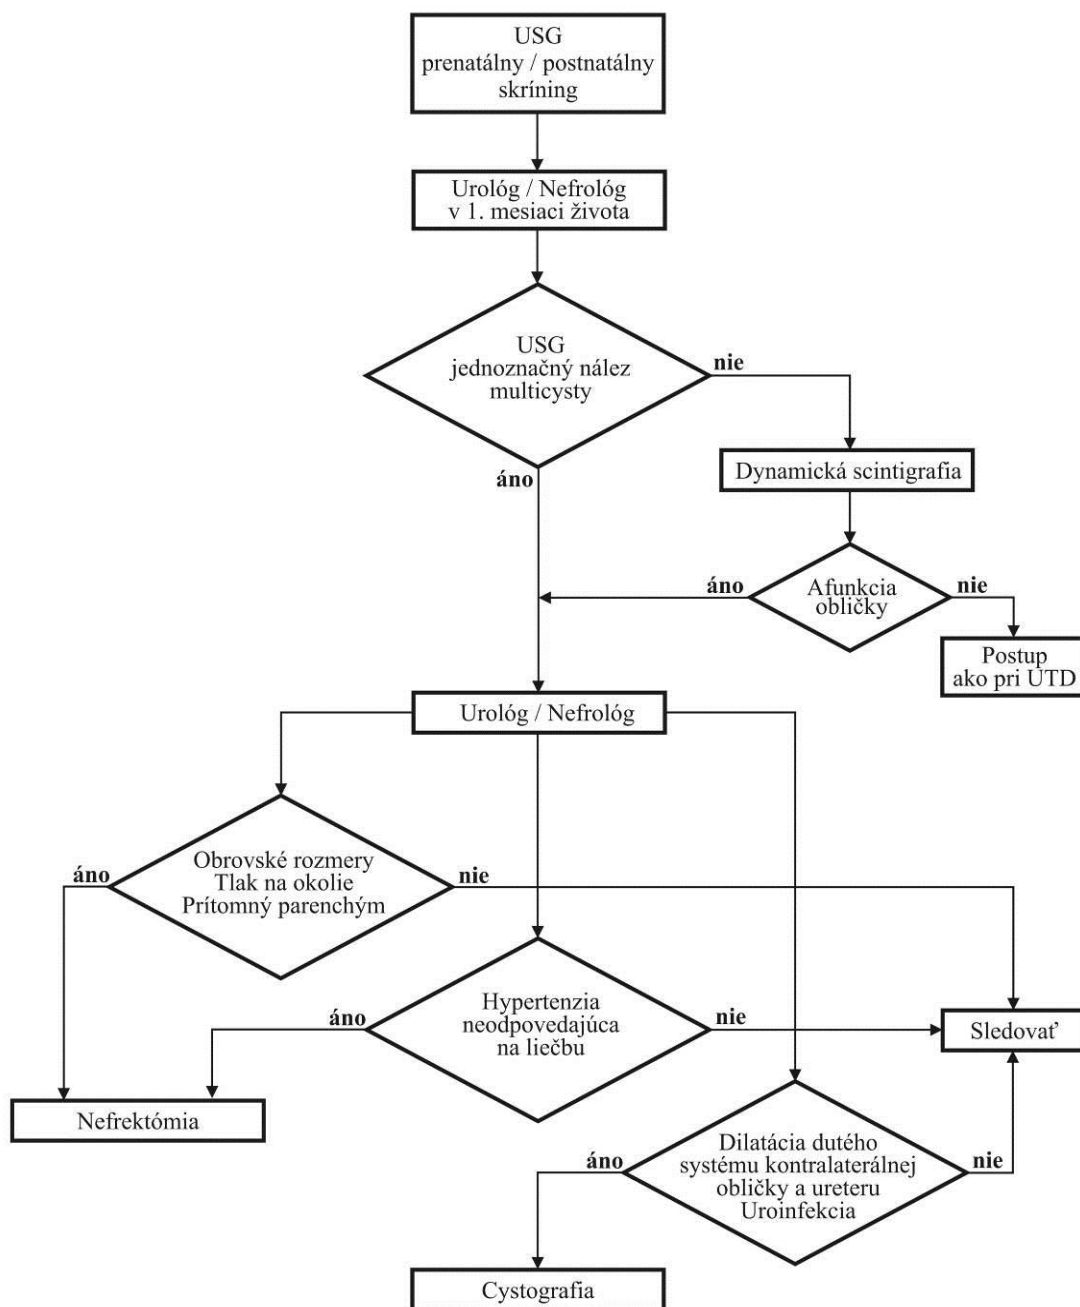 USG
prenatálny / postnatálny
skríning
Urológ / Nefrológ
v 1. mesiaci života
USG
jednoznačný nález
multicysty
nie
áno
Dynamická scintigrafia
Afunkcia
obličky
áno
nie
Postup
ako pri UTD
Urológ / Nefrológ
Obrovské rozmery
Tlak na okolie
Prítomný parenchým
áno
nie
Hypertenzia
neodpovedajúca
na liečbu
áno
nie
Sledovať
Nefrektómia
Dilatácia dutého
systému kontralaterálnej
obličky a ureteru
Uroinfekcia
áno
nie
Cystografia